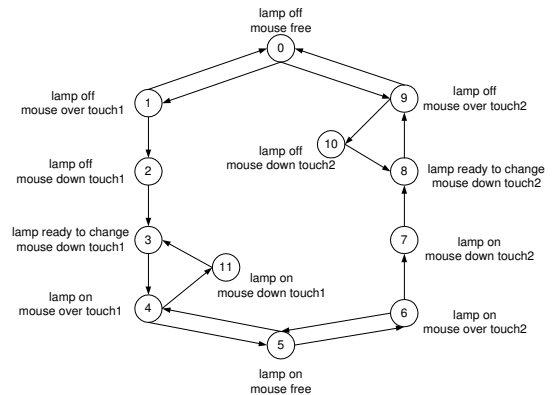 lamp off
mouse free
0
lamp off
mouse over touch1
1
9
lamp off
mouse over touch2
lamp off
mouse down touch2
10
lamp off
mouse down touch1
2
8
lamp ready to change
mouse down touch2
lamp ready to change
mouse down touch1
3
7
lamp on
mouse down touch2
11
lamp on
mouse down touch1
lamp on
mouse over touch1
4
6
lamp on
mouse over touch2
5
lamp on
mouse free